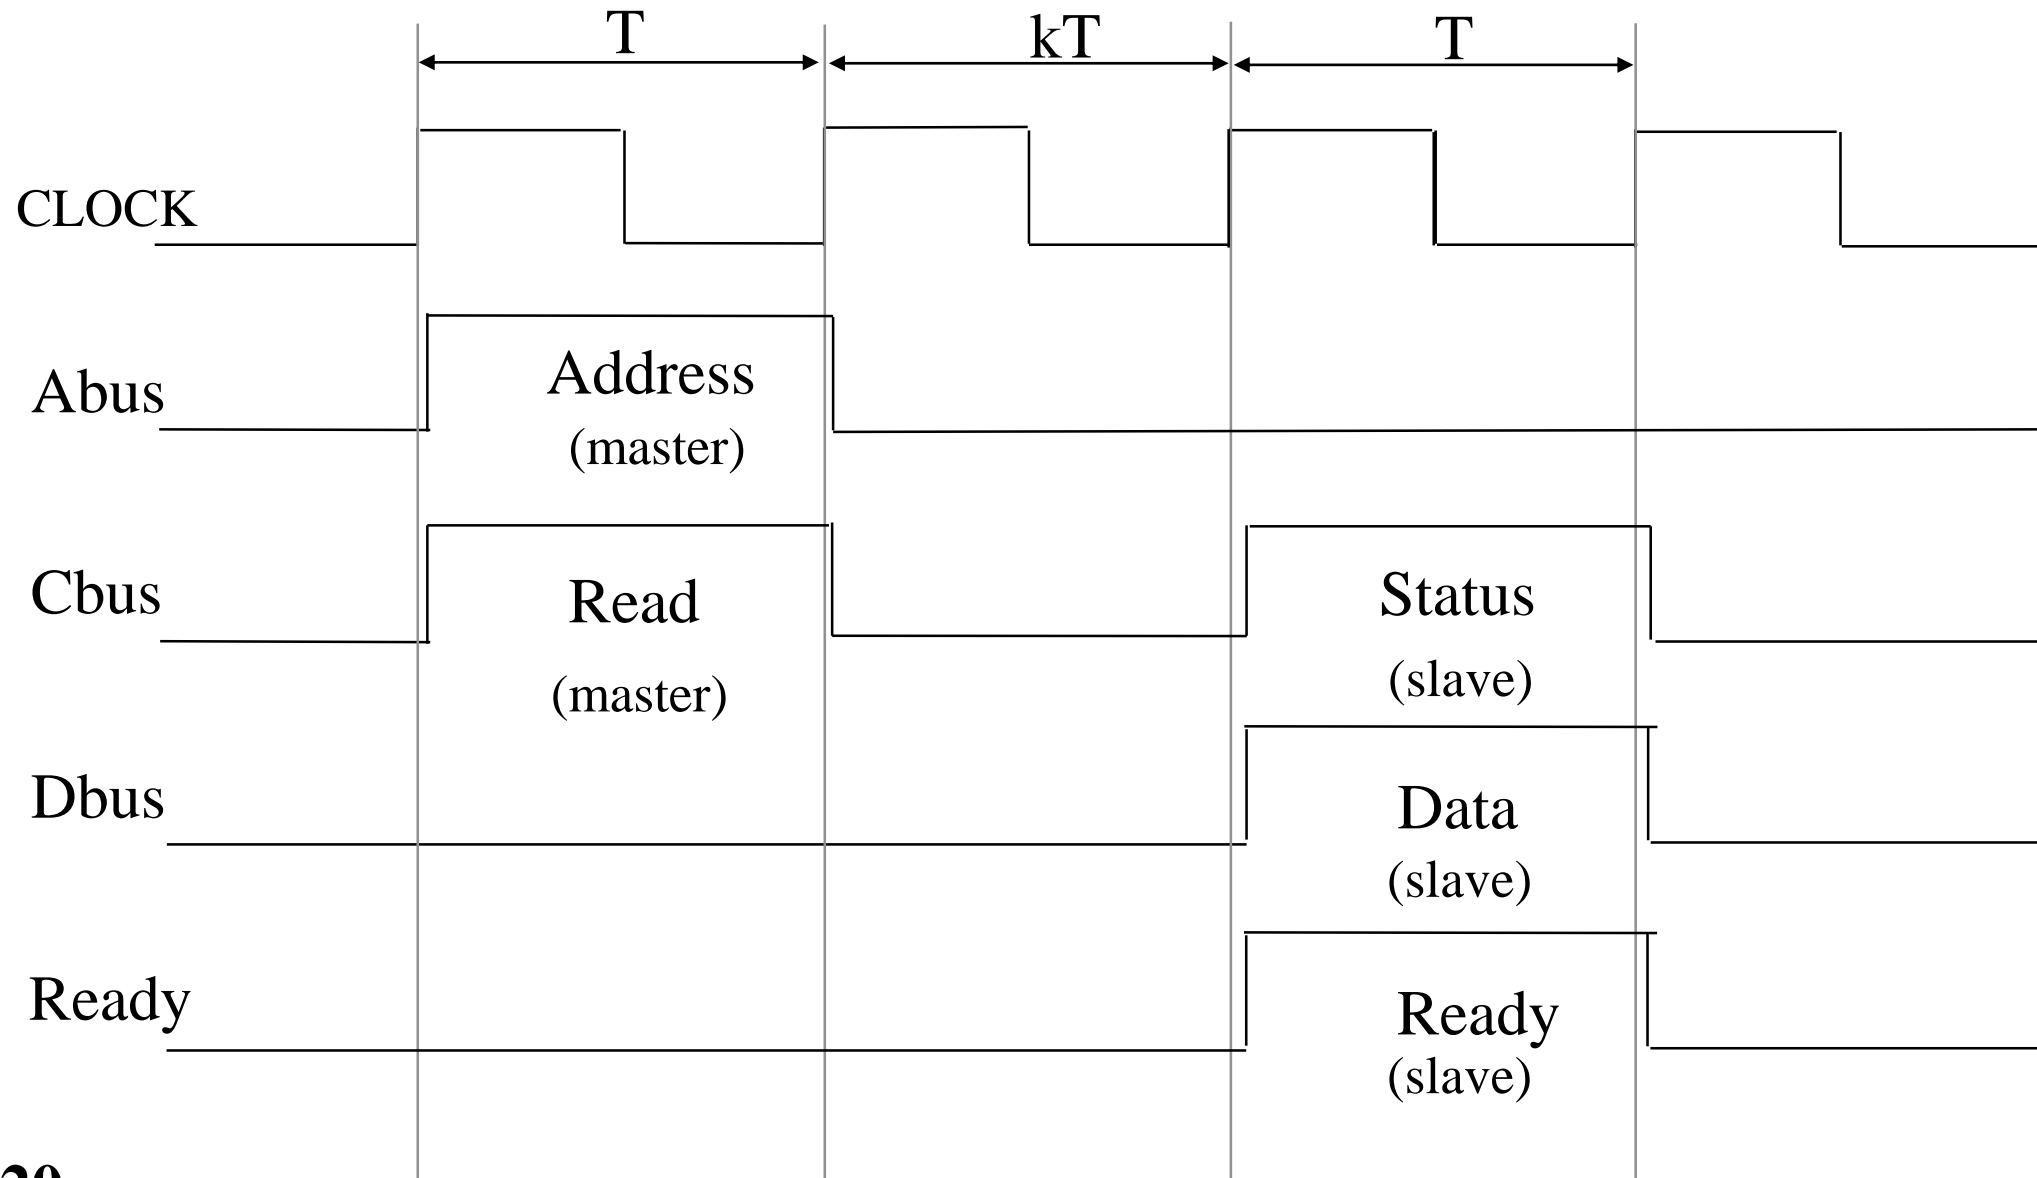 T kT T
CLOCK
Abus Address
(master)
Cbus Read Status
(master) (slave)
Dbus Data
(slave)
Ready Ready
(slave)